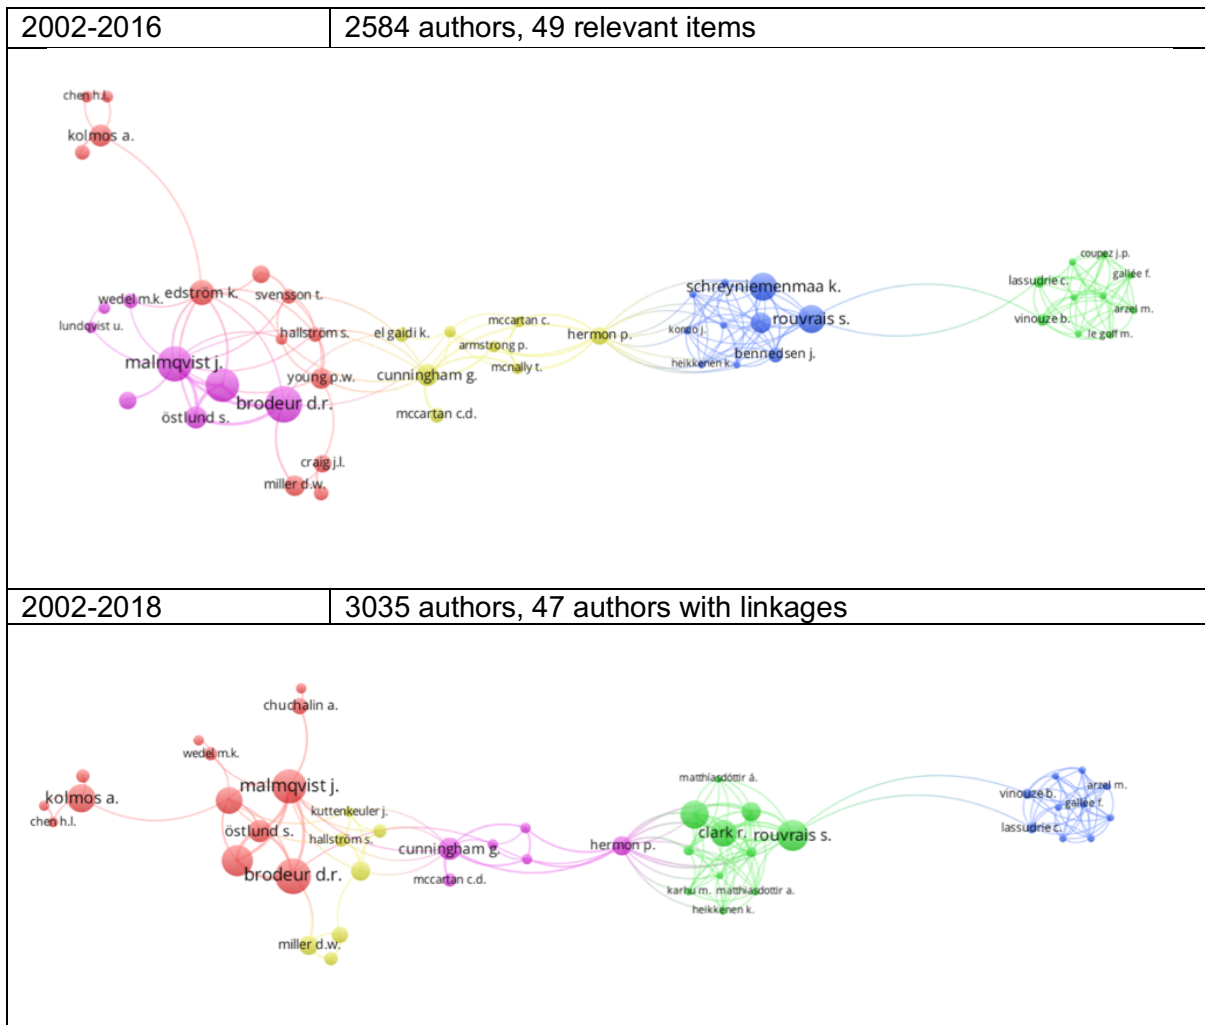 2002-2016
2584 authors, 49 relevant items
chen h.l.
kolmos a.
coupez j.p.
gallée f.
lassudrie c.
schreyniemenmaa k.
edström k.
svensson t.
wedel m.k.
arzel m.
vinouze b.
rouvrais s.
mccartan c.
lundqvist u.
hallström s.
el gaidi k.
hermon p.
kontio j.
le goff m.
armstrong p.
bennedsen j.
malmqvist j.
heikkenen k.
mcnally t.
young p.w.
cunningham g.
brodeur d.r.
östlund s.
mccartan c.d.
craig j.l.
miller d.w.
2002-2018
3035 authors, 47 authors with linkages
chuchalin a.
wedel m.k.
matthíasdóttir á.
malmqvist j.
arzel m.
vinouze b.
kolmos a.
gallée f.
kuttenkeuler j.
chen h.l.
östlund s.
clark r.
rouvrais s.
lassudrie c.
hallström s.
hermon p.
cunningham g.
brodeur d.r.
mccartan c.d.
karhu m.
matthiasdottir a.
heikkenen k.
miller d.w.